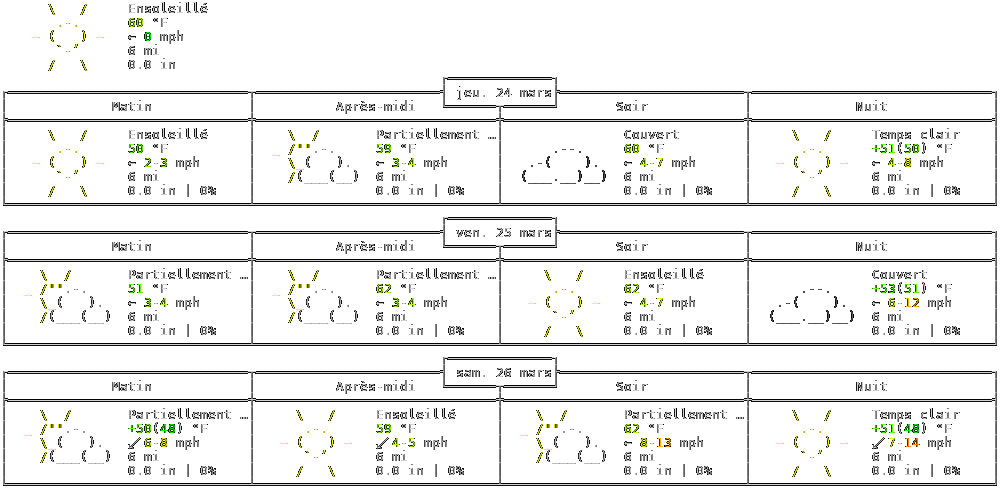 Ensoleillé
60 °F
← 0 mph
6 mi
0.0 in
jeu. 24 mars
Matin Après-midi Soir Nuit
Ensoleillé Partiellement … Couvert Temps clair
50 °F 59 °F 60 °F +51(50) °F
← 2-3 mph ← 3-4 mph ← 4-7 mph ← 4-8 mph
6 mi 6 mi 6 mi 6 mi
0.0 in | 0% 0.0 in | 0% 0.0 in | 0% 0.0 in | 0%
ven. 25 mars
Matin Après-midi Soir Nuit
Partiellement … Partiellement … Ensoleillé Couvert
51 °F 62 °F 62 °F +53(51) °F
← 3-4 mph ← 3-4 mph ← 4-7 mph ← 6-12 mph
6 mi 6 mi 6 mi 6 mi
0.0 in | 0% 0.0 in | 0% 0.0 in | 0% 0.0 in | 0%
sam. 26 mars
Matin Après-midi Soir Nuit
Partiellement … Ensoleillé Partiellement … Temps clair
+50(48) °F 59 °F 62 °F +51(48) °F
↙ 6-8 mph ↙ 4-5 mph ← 8-13 mph ↙ 7-14 mph
6 mi 6 mi 6 mi 6 mi
0.0 in | 0% 0.0 in | 0% 0.0 in | 0% 0.0 in | 0%